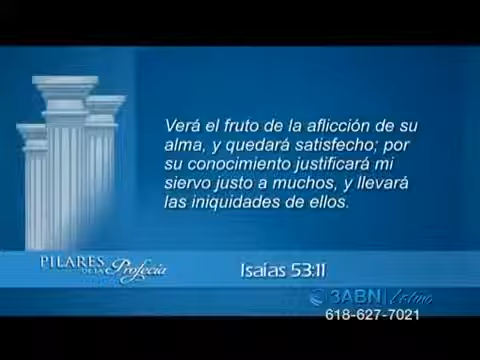 Verá el fruto de la aflicción de su
alma, y quedará satisfecho; por
su conocimiento justificará mi
siervo justo a muchos, y llevará
las iniquidades de ellos.
PILARES
DE LA Profecía
Isaías 53:11
3ABN Latino
618-627-7021